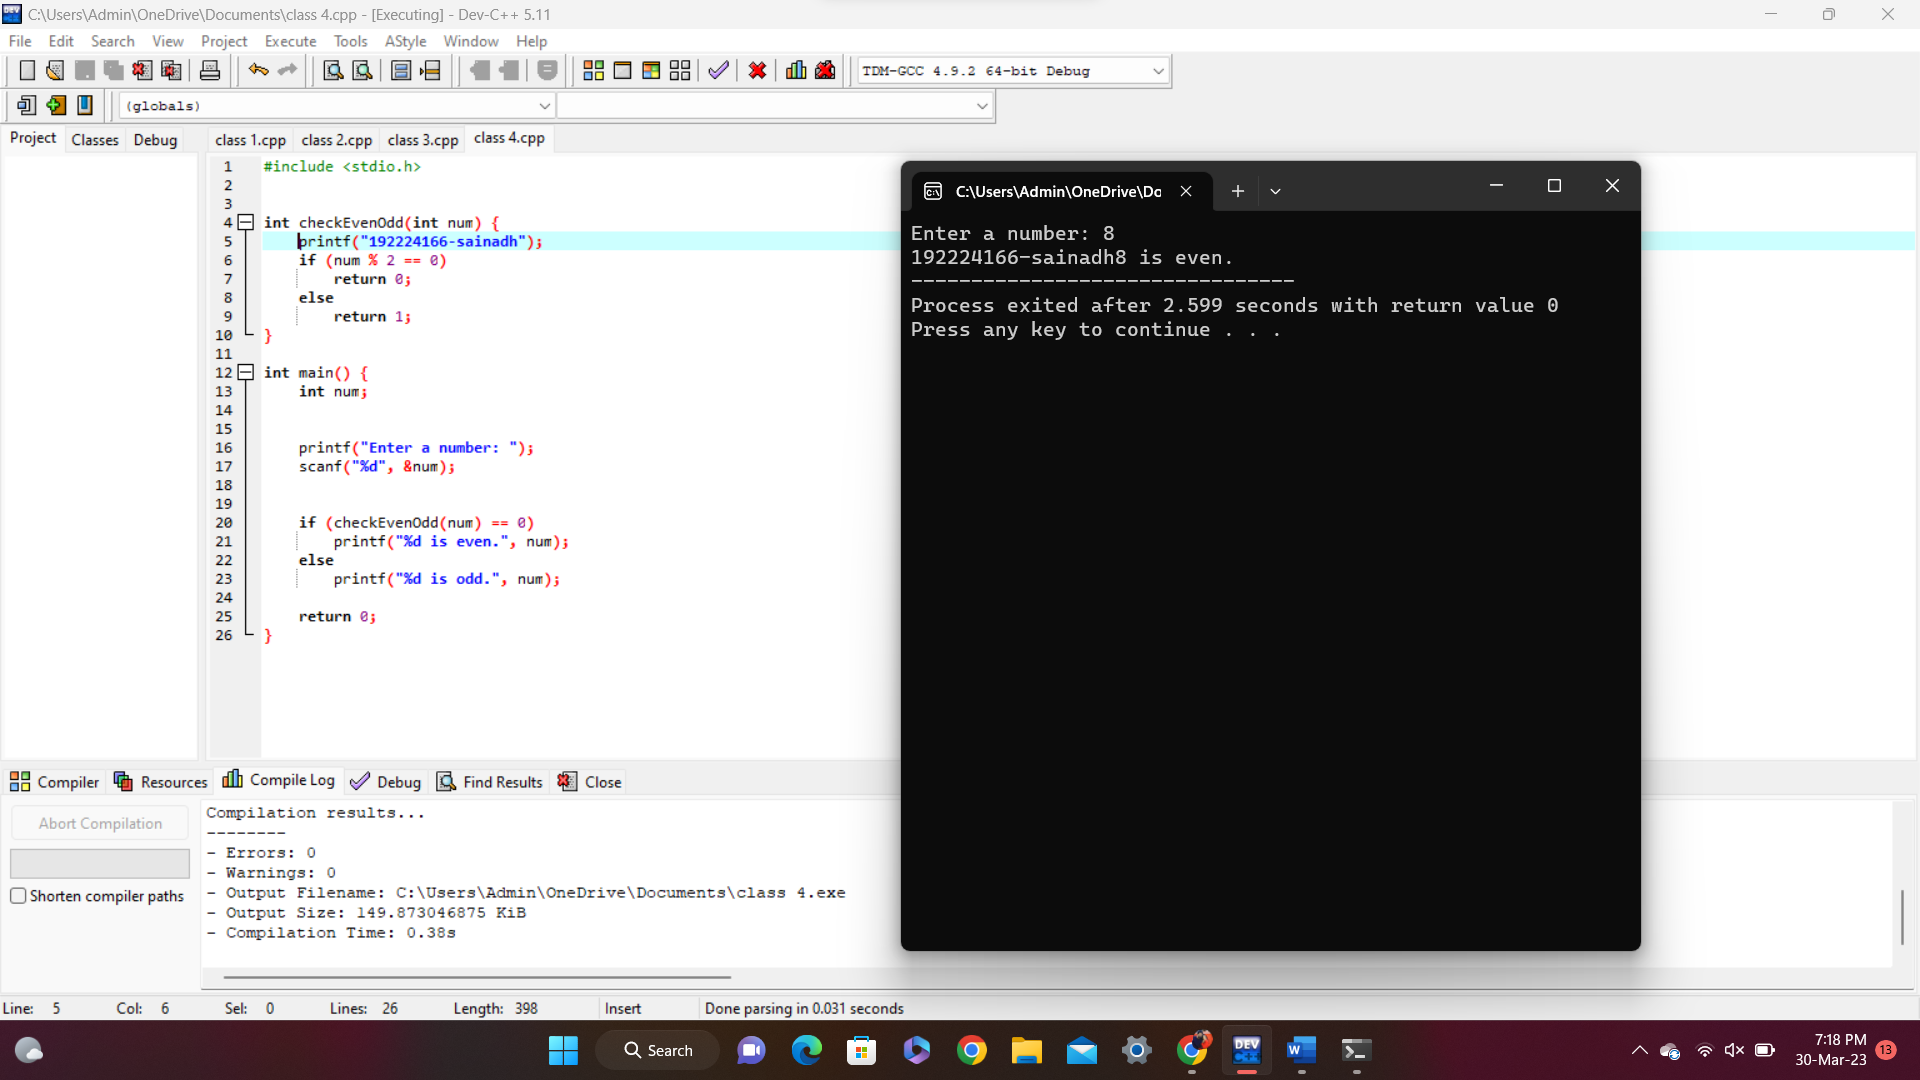 C:\Users\Admin\OneDrive\Documents\class 4.cpp - [Executing] - Dev-C++ 5.11
File Edit Search View Project Execute Tools AStyle Window Help
TDM-GCC 4.9.2 64-bit Debug
(globals)
Project Classes Debug
class 1.cpp class 2.cpp class 3.cpp class 4.cpp
1 #include <stdio.h>
2
3
4 int checkEvenOdd(int num) {
5 printf("192224166-sainadh");
6 if (num % 2 == 0)
7 return 0;
8 else
9 return 1;
10 }
11
12 int main() {
13 int num;
14
15
16 printf("Enter a number: ");
17 scanf("%d", &num);
18
19
20 if (checkEvenOdd(num) == 0)
21 printf("%d is even.", num);
22 else
23 printf("%d is odd.", num);
24
25 return 0;
26 }
C:\Users\Admin\OneDrive\Do
Enter a number: 8
192224166-sainadh8 is even.
--------------------------------
Process exited after 2.599 seconds with return value 0
Press any key to continue . . .
Compiler Resources Compile Log Debug Find Results Close
Abort Compilation
Shorten compiler paths
Compilation results...
--------
- Errors: 0
- Warnings: 0
- Output Filename: C:\Users\Admin\OneDrive\Documents\class 4.exe
- Output Size: 149.873046875 KiB
- Compilation Time: 0.38s
Line: 5 Col: 6 Sel: 0 Lines: 26 Length: 398 Insert Done parsing in 0.031 seconds
Search
DEV C++
W
7:18 PM
30-Mar-23
13